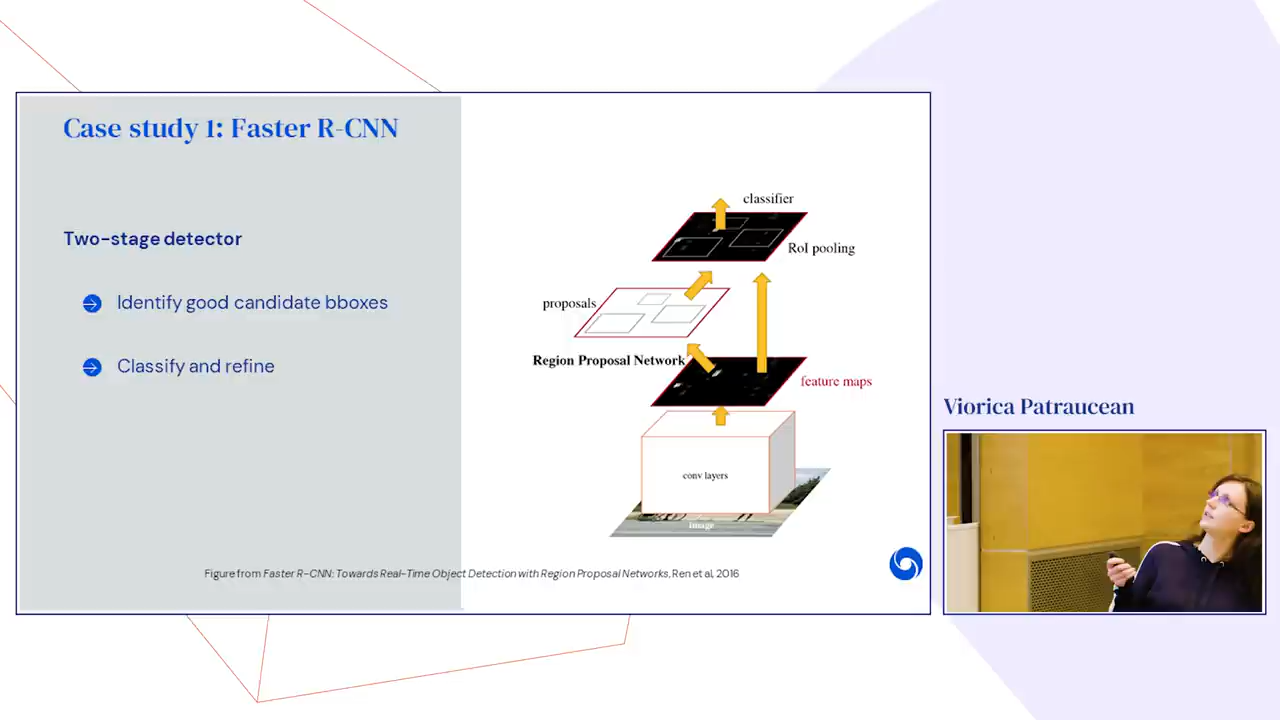 Case study 1: Faster R-CNN
Two-stage detector
Identify good candidate bboxes
Classify and refine
classifier
RoI pooling
proposals
Region Proposal Network
feature maps
conv layers
image
Figure from Faster R-CNN: Towards Real-Time Object Detection with Region Proposal Networks, Ren et al, 2016
Viorica Patraucean